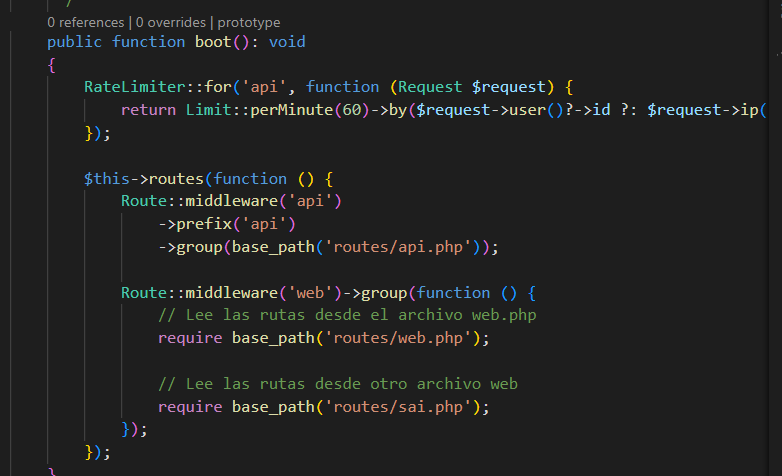 /
0 references | 0 overrides | prototype
public function boot(): void
{
RateLimiter::for('api', function (Request $request) {
return Limit::perMinute(60)->by($request->user()?->id ?: $request->ip(
});
$this->routes(function () {
Route::middleware('api')
->prefix('api')
->group(base_path('routes/api.php'));
Route::middleware('web')->group(function () {
// Lee las rutas desde el archivo web.php
require base_path('routes/web.php');
// Lee las rutas desde otro archivo web
require base_path('routes/sai.php');
});
});
}